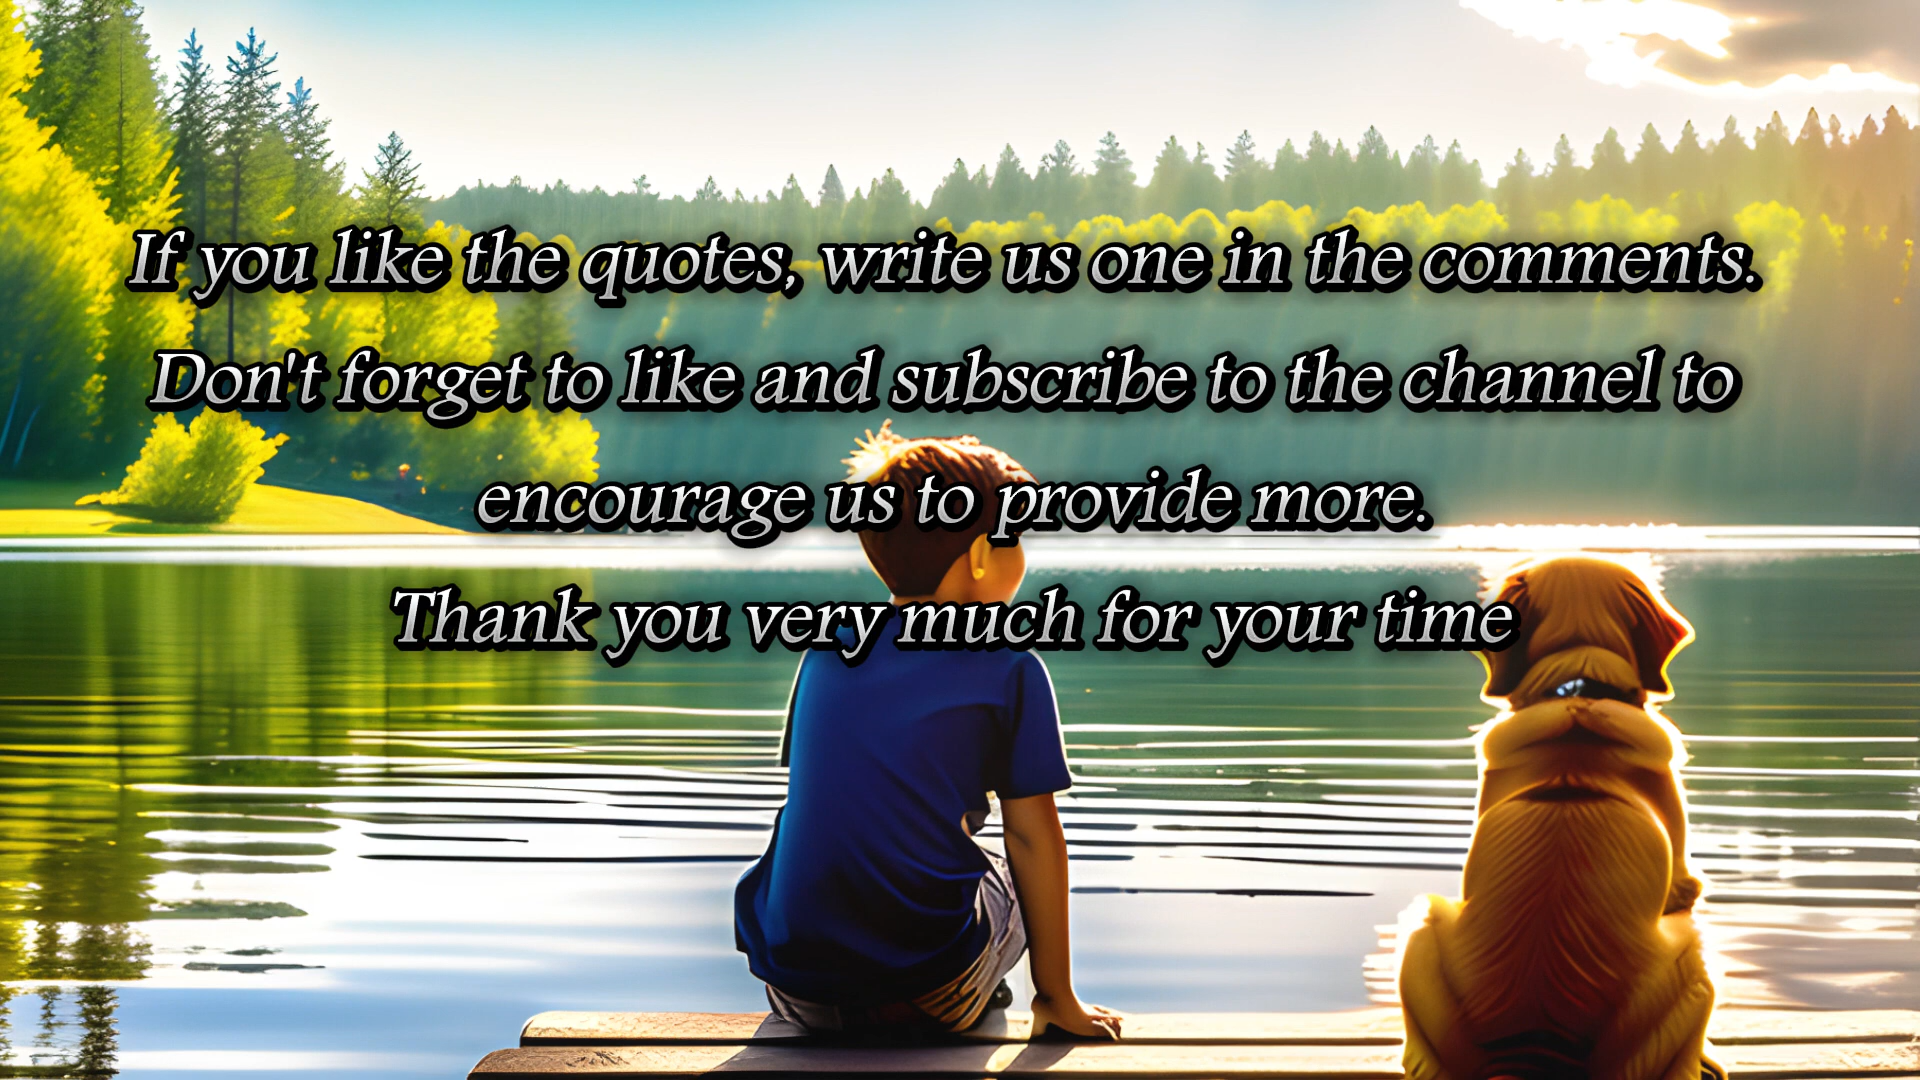 If you like the quotes, write us one in the comments.
Don't forget to like and subscribe to the channel to
encourage us to provide more.
Thank you very much for your time